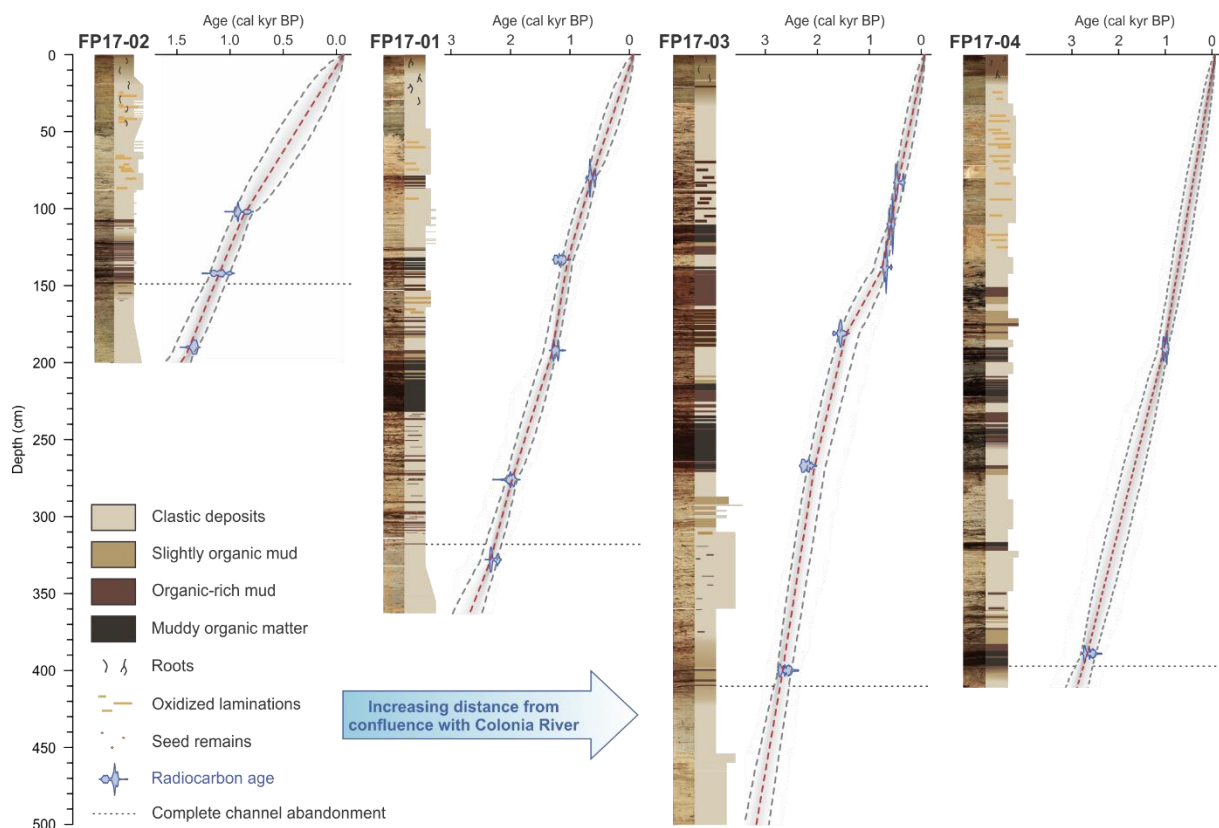 Age (cal kyr BP)
Age (cal kyr BP)
Age (cal kyr BP)
Age (cal kyr BP)
FP17-02
1.5
1.0
0.5
0.0
FP17-01
3
2
1
0
FP17-03
3
2
1
0
FP17-04
3
2
1
0
0
50
100
150
200
250
300
350
400
450
500
Depth (cm)
Clastic deposits
Slightly organic mud
Organic-rich mud
Muddy organic matter
Roots
Oxidized laminations
Seed remains
Radiocarbon age
Complete channel abandonment
Increasing distance from
confluence with Colonia River